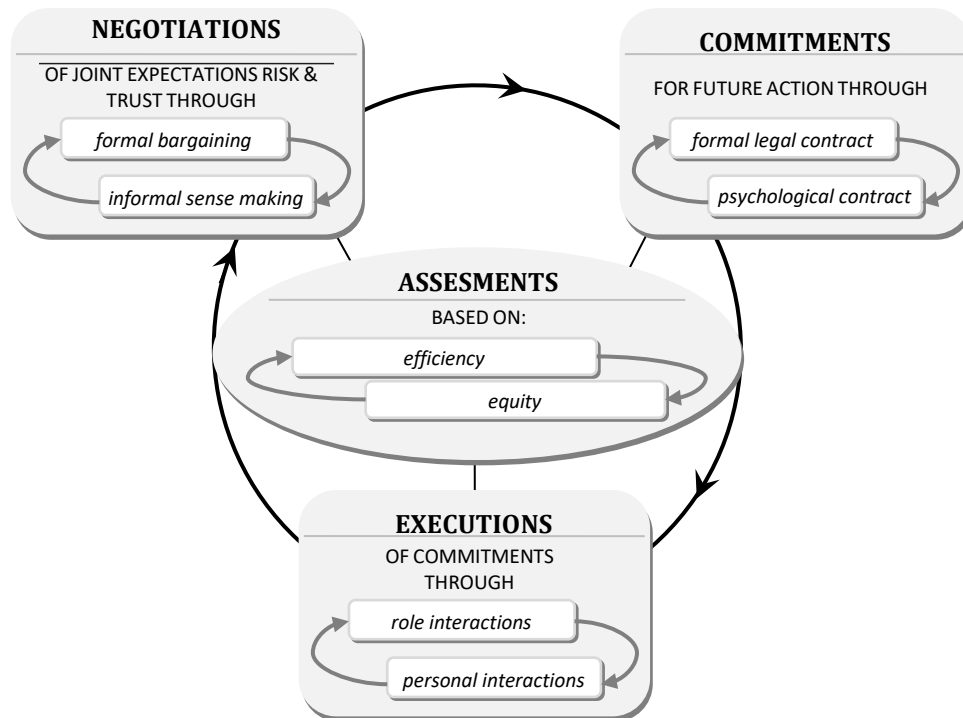 NEGOTIATIONS
OF JOINT EXPECTATIONS RISK &
TRUST THROUGH
formal bargaining
informal sense making
COMMITMENTS
FOR FUTURE ACTION THROUGH
formal legal contract
psychological contract
ASSESMENTS
BASED ON:
efficiency
equity
EXECUTIONS
OF COMMITMENTS
THROUGH
role interactions
personal interactions